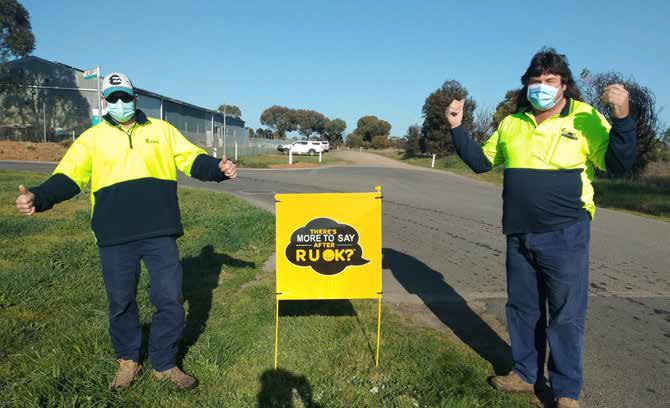 THERE'S
MORE TO SAY
AFTER
R U OK?